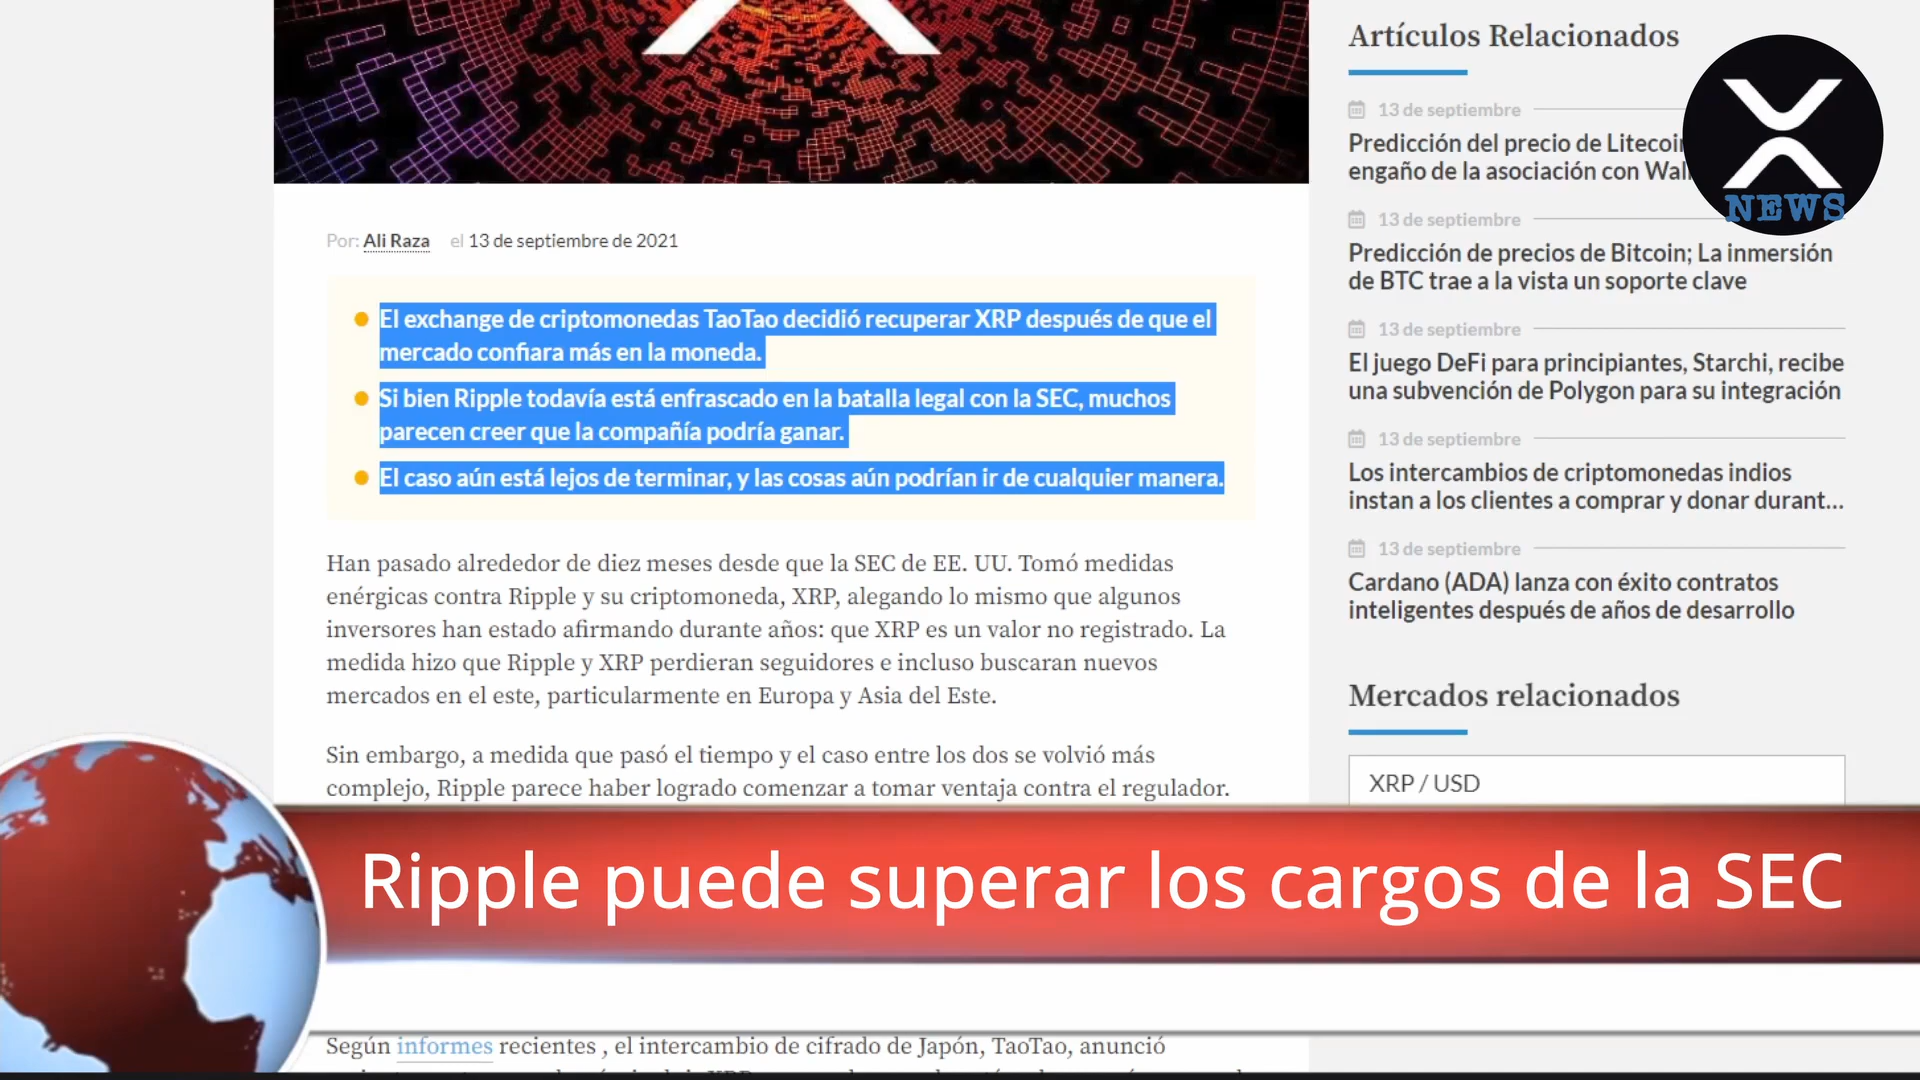 Por: Ali Raza el 13 de septiembre de 2021
El exchange de criptomonedas TaoTao decidió recuperar XRP después de que el
mercado confiara más en la moneda.
Si bien Ripple todavía está enfrascado en la batalla legal con la SEC, muchos
parecen creer que la compañía podría ganar.
El caso aún está lejos de terminar, y las cosas aún podrían ir de cualquier manera.
Han pasado alrededor de diez meses desde que la SEC de EE. UU. Tomó medidas
enérgicas contra Ripple y su criptomoneda, XRP, alegando lo mismo que algunos
inversores han estado afirmando durante años: que XRP es un valor no registrado. La
medida hizo que Ripple y XRP perdieran seguidores e incluso buscaran nuevos
mercados en el este, particularmente en Europa y Asia del Este.
Sin embargo, a medida que pasó el tiempo y el caso entre los dos se volvió más
complejo, Ripple parece haber logrado comenzar a tomar ventaja contra el regulador.
Ripple puede superar los cargos de la SEC
Según informes recientes , el intercambio de cifrado de Japón, TaoTao, anunció
Artículos Relacionados
13 de septiembre
Predicción del precio de Litecoin
engaño de la asociación con
13 de septiembre
Predicción de precios de Bitcoin; La inmersión
de BTC trae a la vista un soporte clave
13 de septiembre
El juego DeFi para principiantes, Starchi, recibe
una subvención de Polygon para su integración
13 de septiembre
Los intercambios de criptomonedas indios
instan a los clientes a comprar y donar durant...
13 de septiembre
Cardano (ADA) lanza con éxito contratos
inteligentes después de años de desarrollo
Mercados relacionados
XRP / USD
NEWS